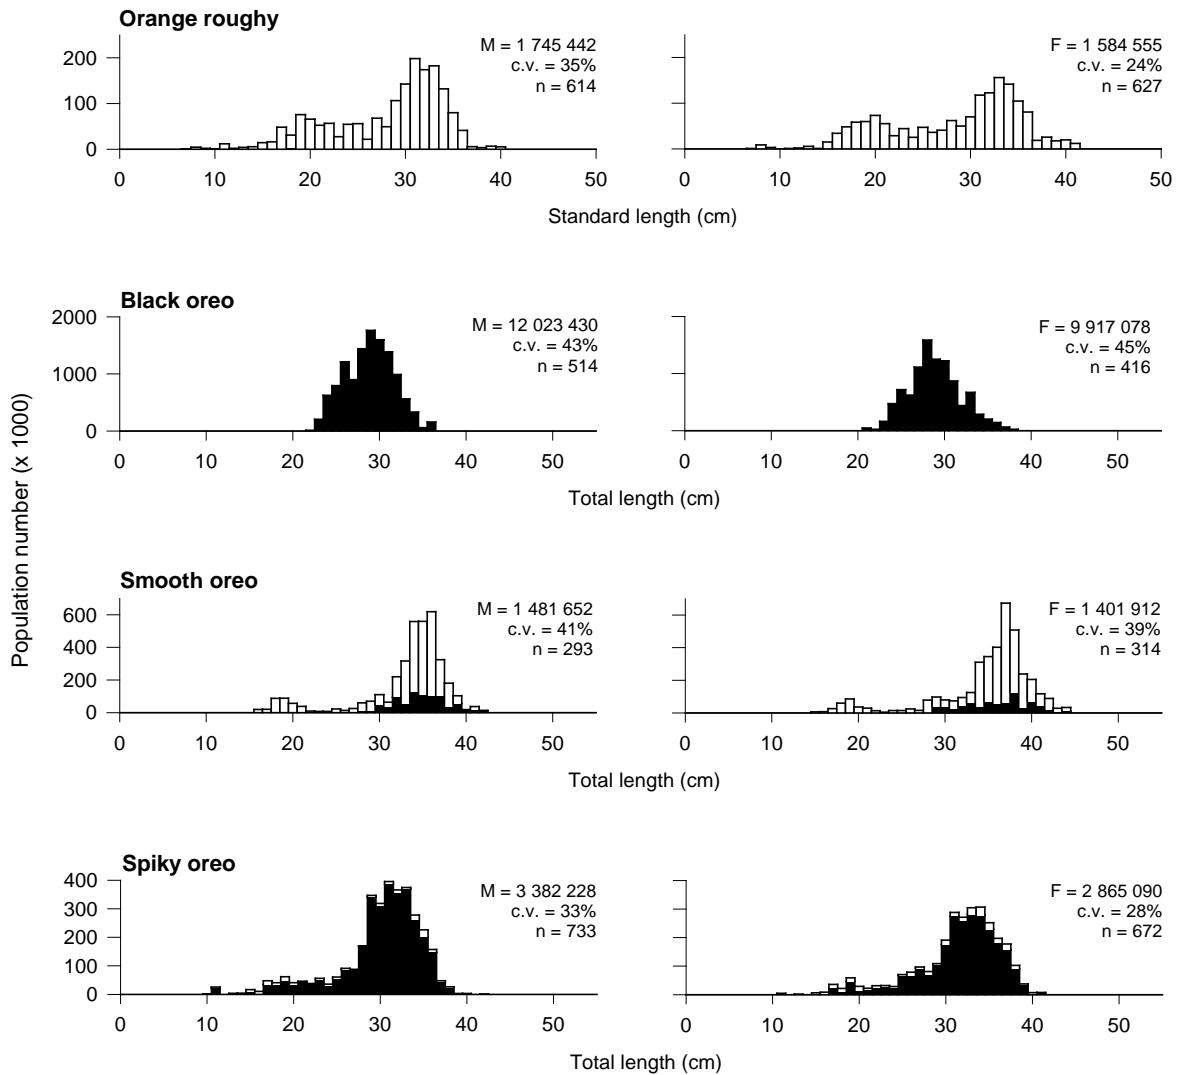 Orange roughy
M = 1 745 442
c.v. = 35%
n = 614
F = 1 584 555
c.v. = 24%
n = 627
200
100
0
0 10 20 30 40 50
0 10 20 30 40 50
Standard length (cm)
Black oreo
M = 12 023 430
c.v. = 43%
n = 514
F = 9 917 078
c.v. = 45%
n = 416
2000
1000
0
0 10 20 30 40 50
0 10 20 30 40 50
Total length (cm)
Population number (x 1000)
Smooth oreo
M = 1 481 652
c.v. = 41%
n = 293
F = 1 401 912
c.v. = 39%
n = 314
600
400
200
0
0 10 20 30 40 50
0 10 20 30 40 50
Total length (cm)
Spiky oreo
M = 3 382 228
c.v. = 33%
n = 733
F = 2 865 090
c.v. = 28%
n = 672
400
300
200
100
0
0 10 20 30 40 50
0 10 20 30 40 50
Total length (cm)